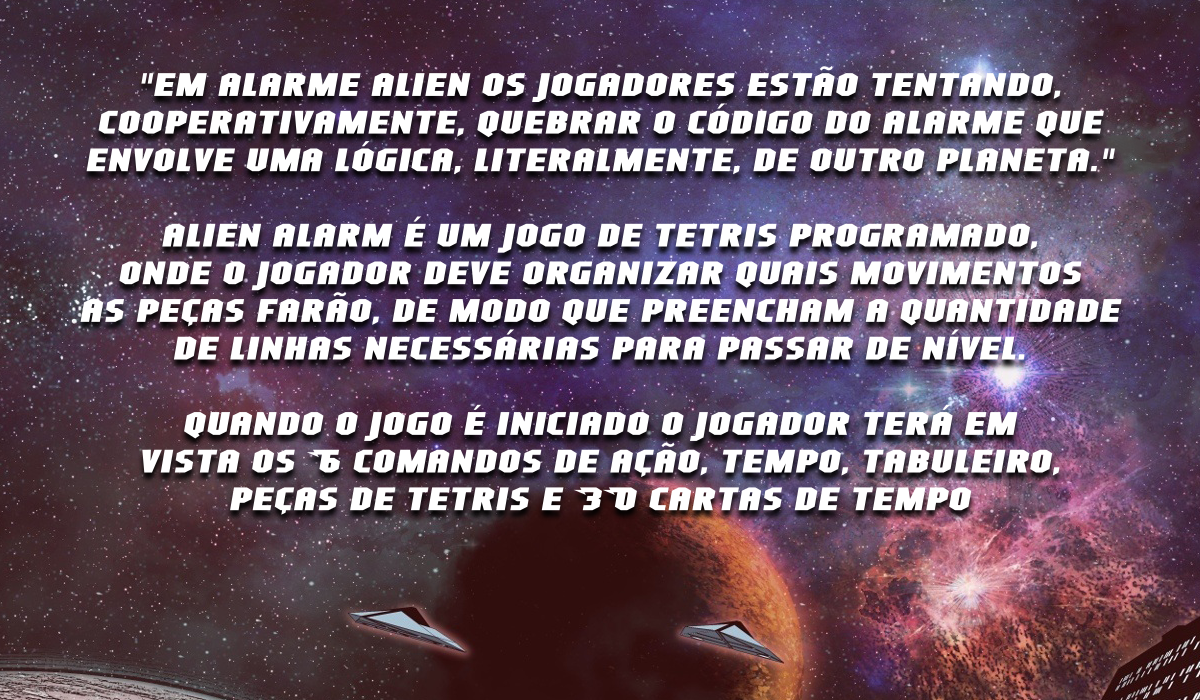 "EM ALARME ALIEN OS JOGADORES ESTÃO TENTANDO,
COOPERATIVAMENTE, QUEBRAR O CÓDIGO DO ALARME QUE
ENVOLVE UMA LÓGICA, LITERALMENTE, DE OUTRO PLANETA."
ALIEN ALARM É UM JOGO DE TETRIS PROGRAMADO,
ONDE O JOGADOR DEVE ORGANIZAR QUAIS MOVIMENTOS
AS PEÇAS FARÃO, DE MODO QUE PREENCHAM A QUANTIDADE
DE LINHAS NECESSÁRIAS PARA PASSAR DE NÍVEL.
QUANDO O JOGO É INICIADO O JOGADOR TERÁ EM
VISTA OS 6 COMANDOS DE AÇÃO, TEMPO, TABULEIRO,
PEÇAS DE TETRIS E 30 CARTAS DE TEMPO